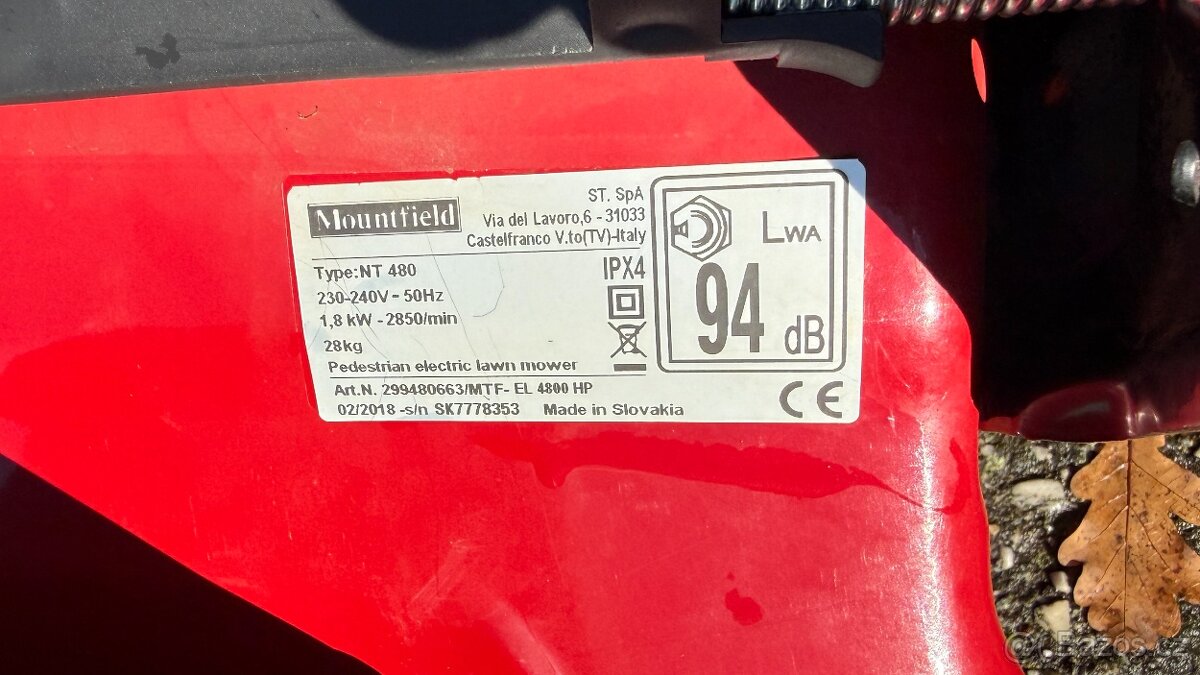 Mountfield
ST. SpA
Via del Lavoro,6 - 31033
Castelfranco V.to(TV)-Italy
Type:NT 480
230-240V - 50Hz
1,8 kW - 2850/min
28kg
Pedestrian electric lawn mower
IPX4
LWA
94 dB
Art.N. 299480663/MTF- EL 4800 HP
02/2018 -s/n SK7778353 Made in Slovakia
CE
Bazos.cz